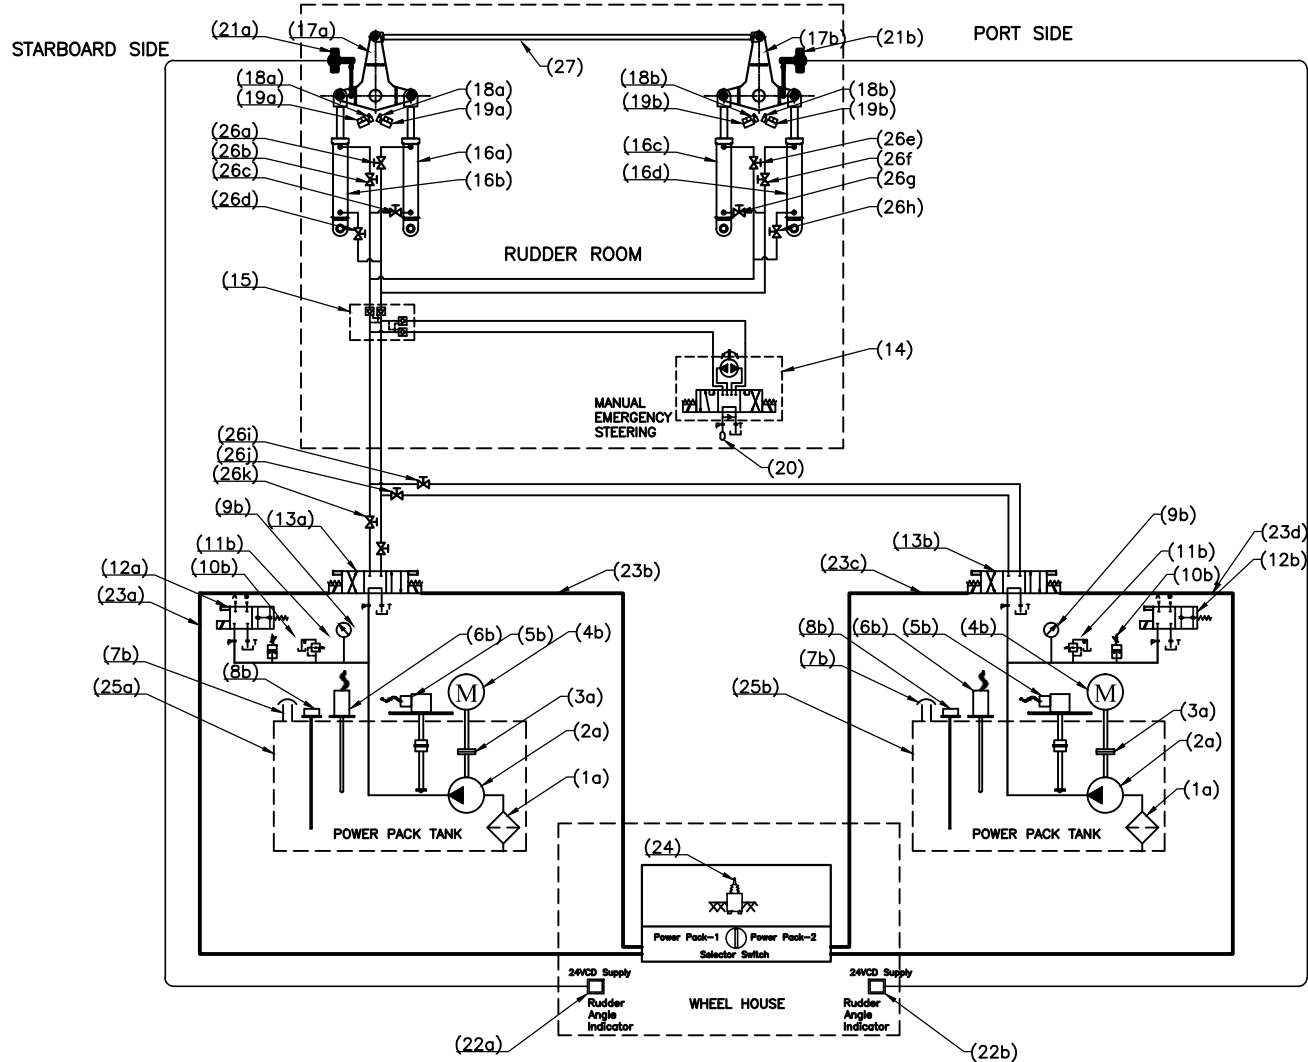 (21a)
(17a)
(17b)
(21b)
STARBOARD SIDE
PORT SIDE
(27)
(18a)
(18a)
(18b)
(18b)
(19a)
(19a)
(19b)
(19b)
(26a)
(26b)
(26c)
(26d)
(16a)
(16b)
(16c)
(16d)
(26e)
(26f
(26g
(26h)
RUDDER ROOM
(15)
(14)
MANUAL
EMERGENCY
STEERING
P
T
(20)
(26i)
(26j)
(26k)
(9b)
(13a)
(13b)
(9b)
(23d)
(11b)
(10b)
(12a)
(23a)
(23b)
(23c)
(11b)
(10b)
(12b)
A B
P T
P T
P T
A B
P T
(6b)
(5b)
(4b)
(7b)
(25a)
(8b)
(3a)
(2a)
(1a)
M
POWER PACK TANK
(8b)
(6b)
(5b)
(4b)
(7b)
(25b)
(3a)
(2a)
(1a)
M
POWER PACK TANK
(24)
Power Pack-1
Power Pack-2
Selector Switch
24VCD Supply
24VCD Supply
Rudder
Angle
Indicator
WHEEL HOUSE
Rudder
Angle
Indicator
(22a)
(22b)